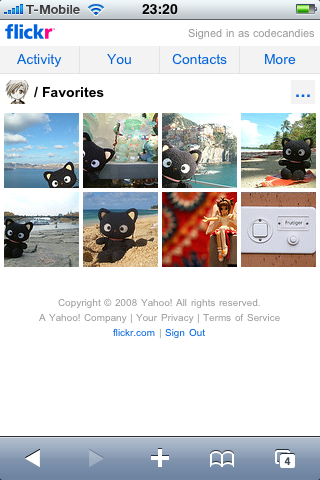 T-Mobile 23:20
flickr Signed in as codecandies
Activity You Contacts More
/ Favorites ...
Frutiger
Copyright © 2008 Yahoo! All rights reserved.
A Yahoo! Company | Your Privacy | Terms of Service
flickr.com | Sign Out
4